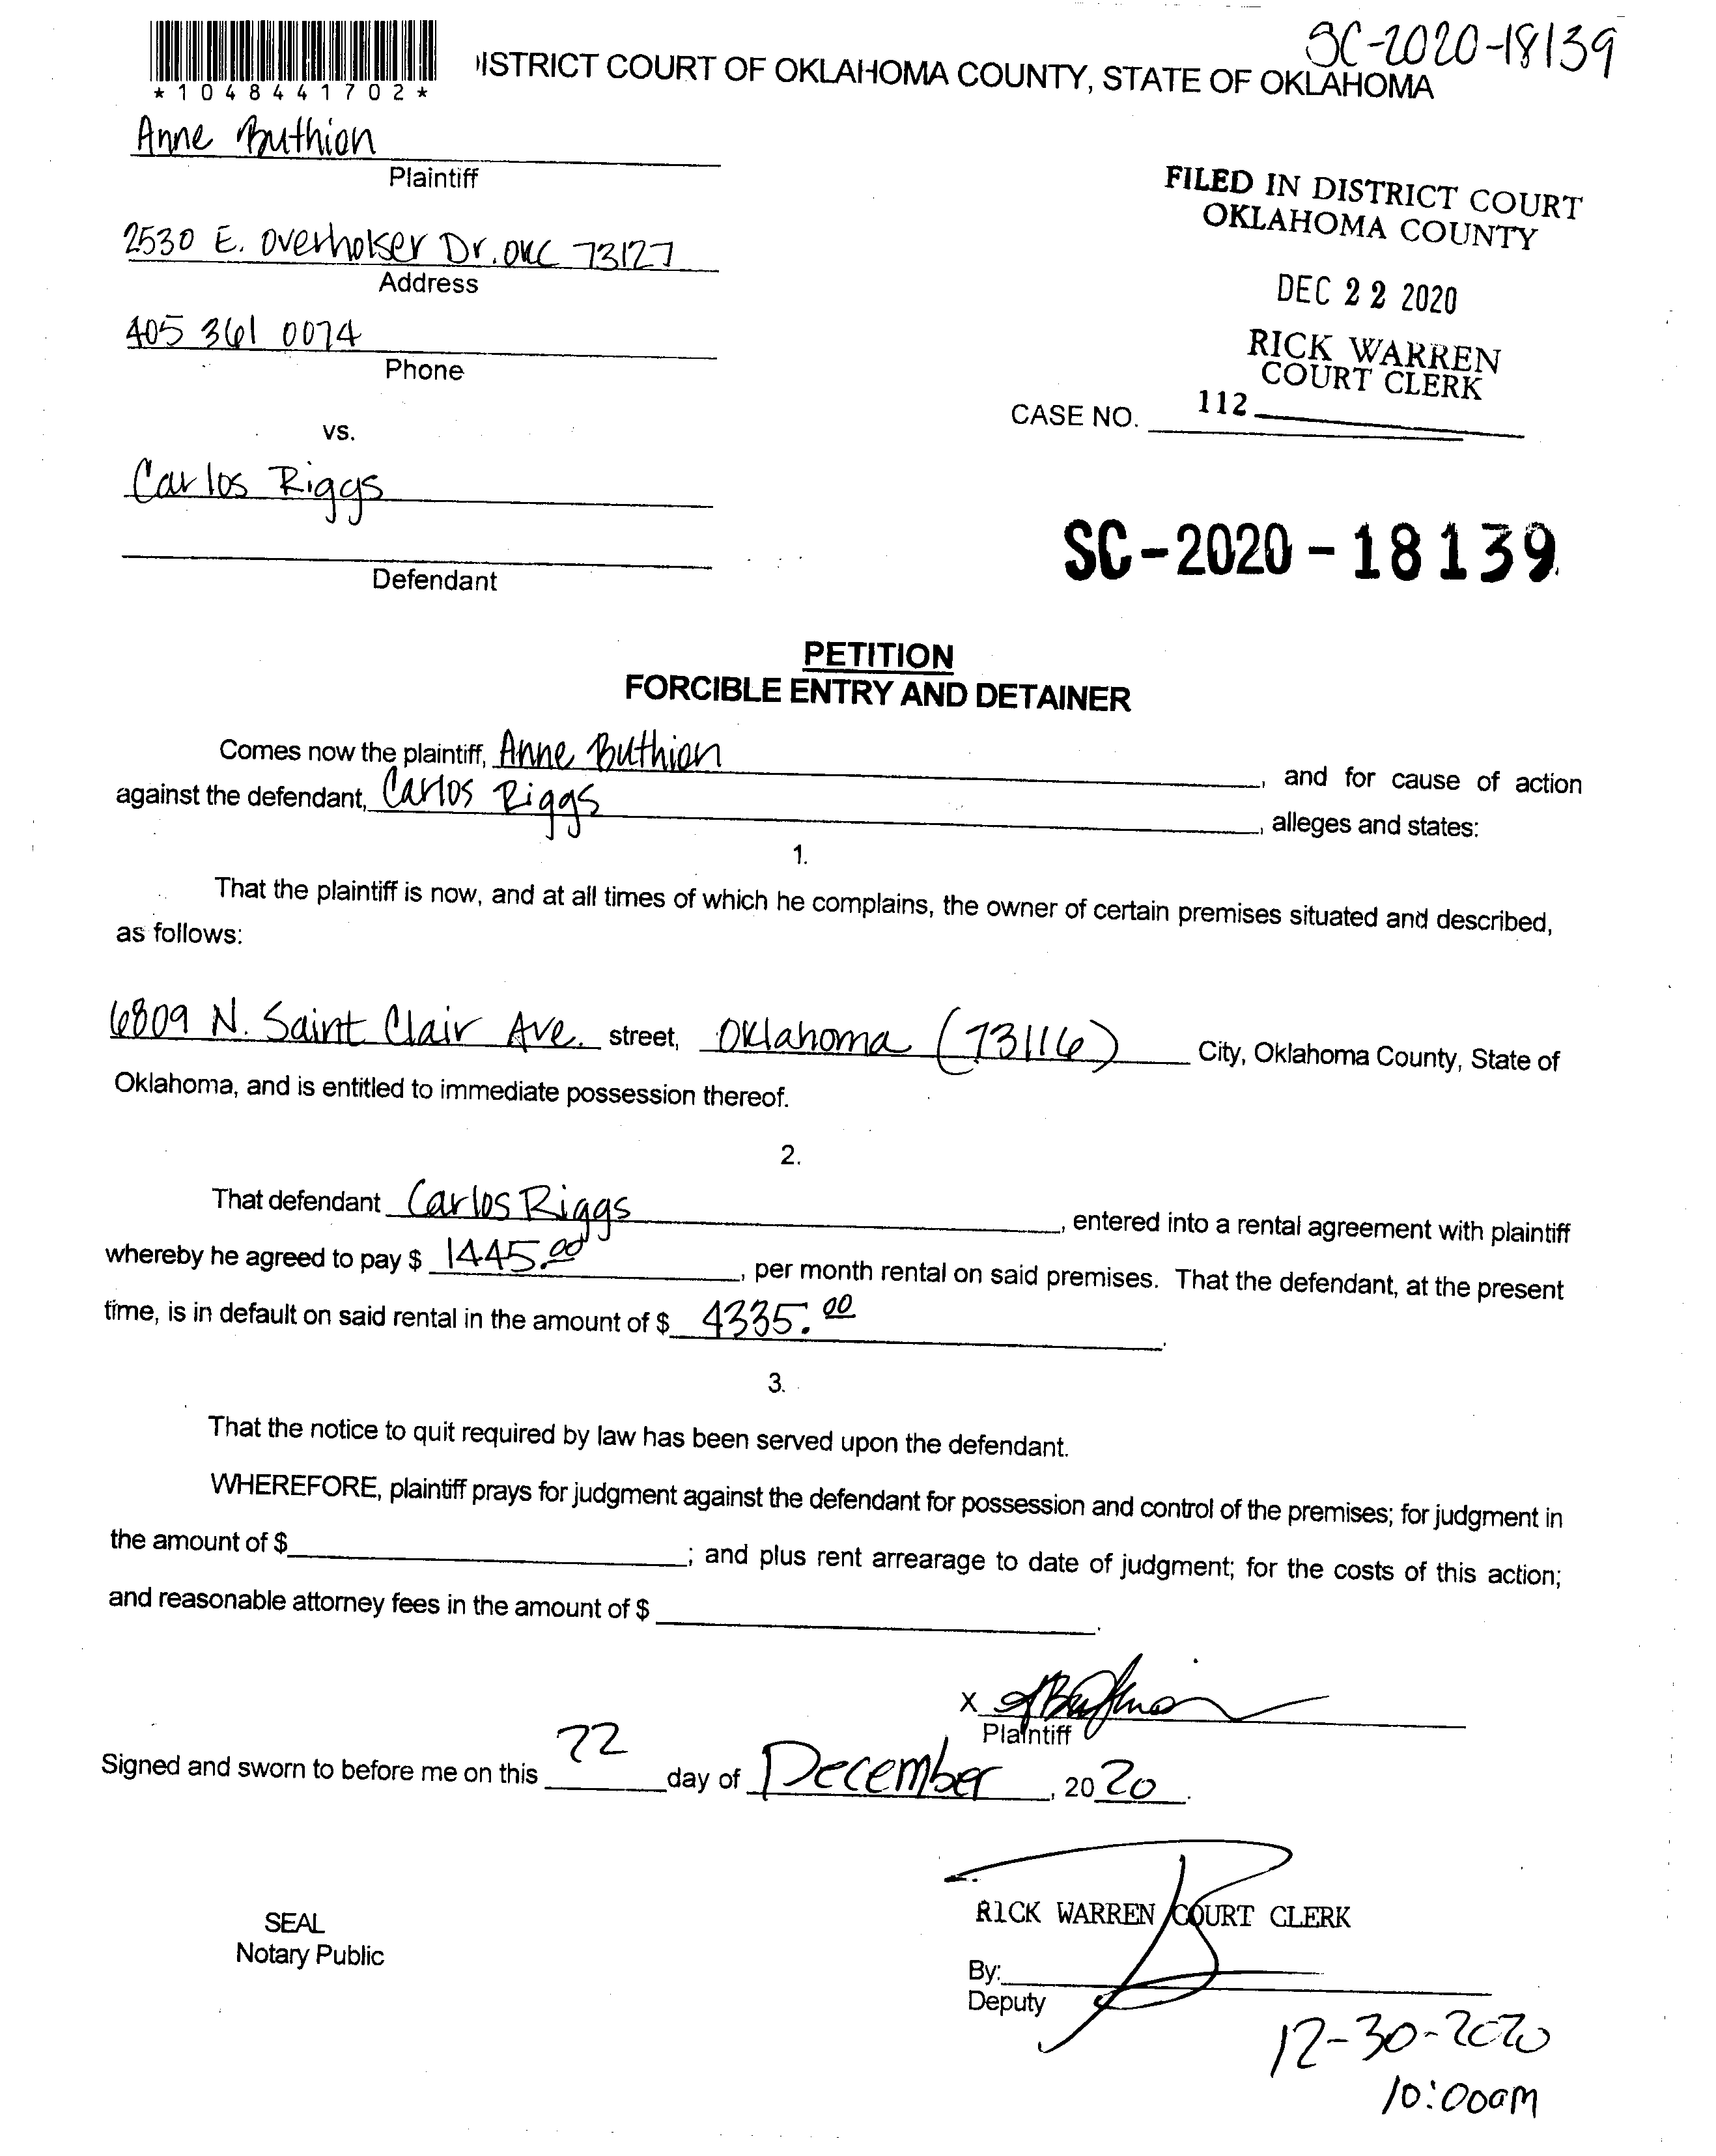 SC-2020-18139
*1048441702*
ISTRICT COURT OF OKLAHOMA COUNTY, STATE OF OKLAHOMA
Anne Buthion
Plaintiff
2530 E. Overholser Dr. OKC 73127
Address
405 361 0074
Phone
FILED IN DISTRICT COURT
OKLAHOMA COUNTY
DEC 22 2020
RICK WARREN
COURT CLERK
CASE NO. 112
vs.
Carlos Riggs
Defendant
SC-2020-18139
PETITION
FORCIBLE ENTRY AND DETAINER
Comes now the plaintiff, Anne Buthion, and for cause of action
against the defendant, Carlos Riggs, alleges and states:
1.
That the plaintiff is now, and at all times of which he complains, the owner of certain premises situated and described,
as follows:
6809 N. Saint Clair Ave. street, Oklahoma (73116) City, Oklahoma County, State of
Oklahoma, and is entitled to immediate possession thereof.
2.
That defendant Carlos Riggs, entered into a rental agreement with plaintiff
whereby he agreed to pay $ 1445.00, per month rental on said premises. That the defendant, at the present
time, is in default on said rental in the amount of $ 4335.00.
3.
That the notice to quit required by law has been served upon the defendant.
WHEREFORE, plaintiff prays for judgment against the defendant for possession and control of the premises; for judgment in
the amount of $; and plus rent arrearage to date of judgment; for the costs of this action;
and reasonable attorney fees in the amount of $.
X AButhion
Plaintiff
Signed and sworn to before me on this 22 day of December, 2020.
SEAL
Notary Public
RICK WARREN COURT CLERK
By:
Deputy
12-30-2020
10:00am